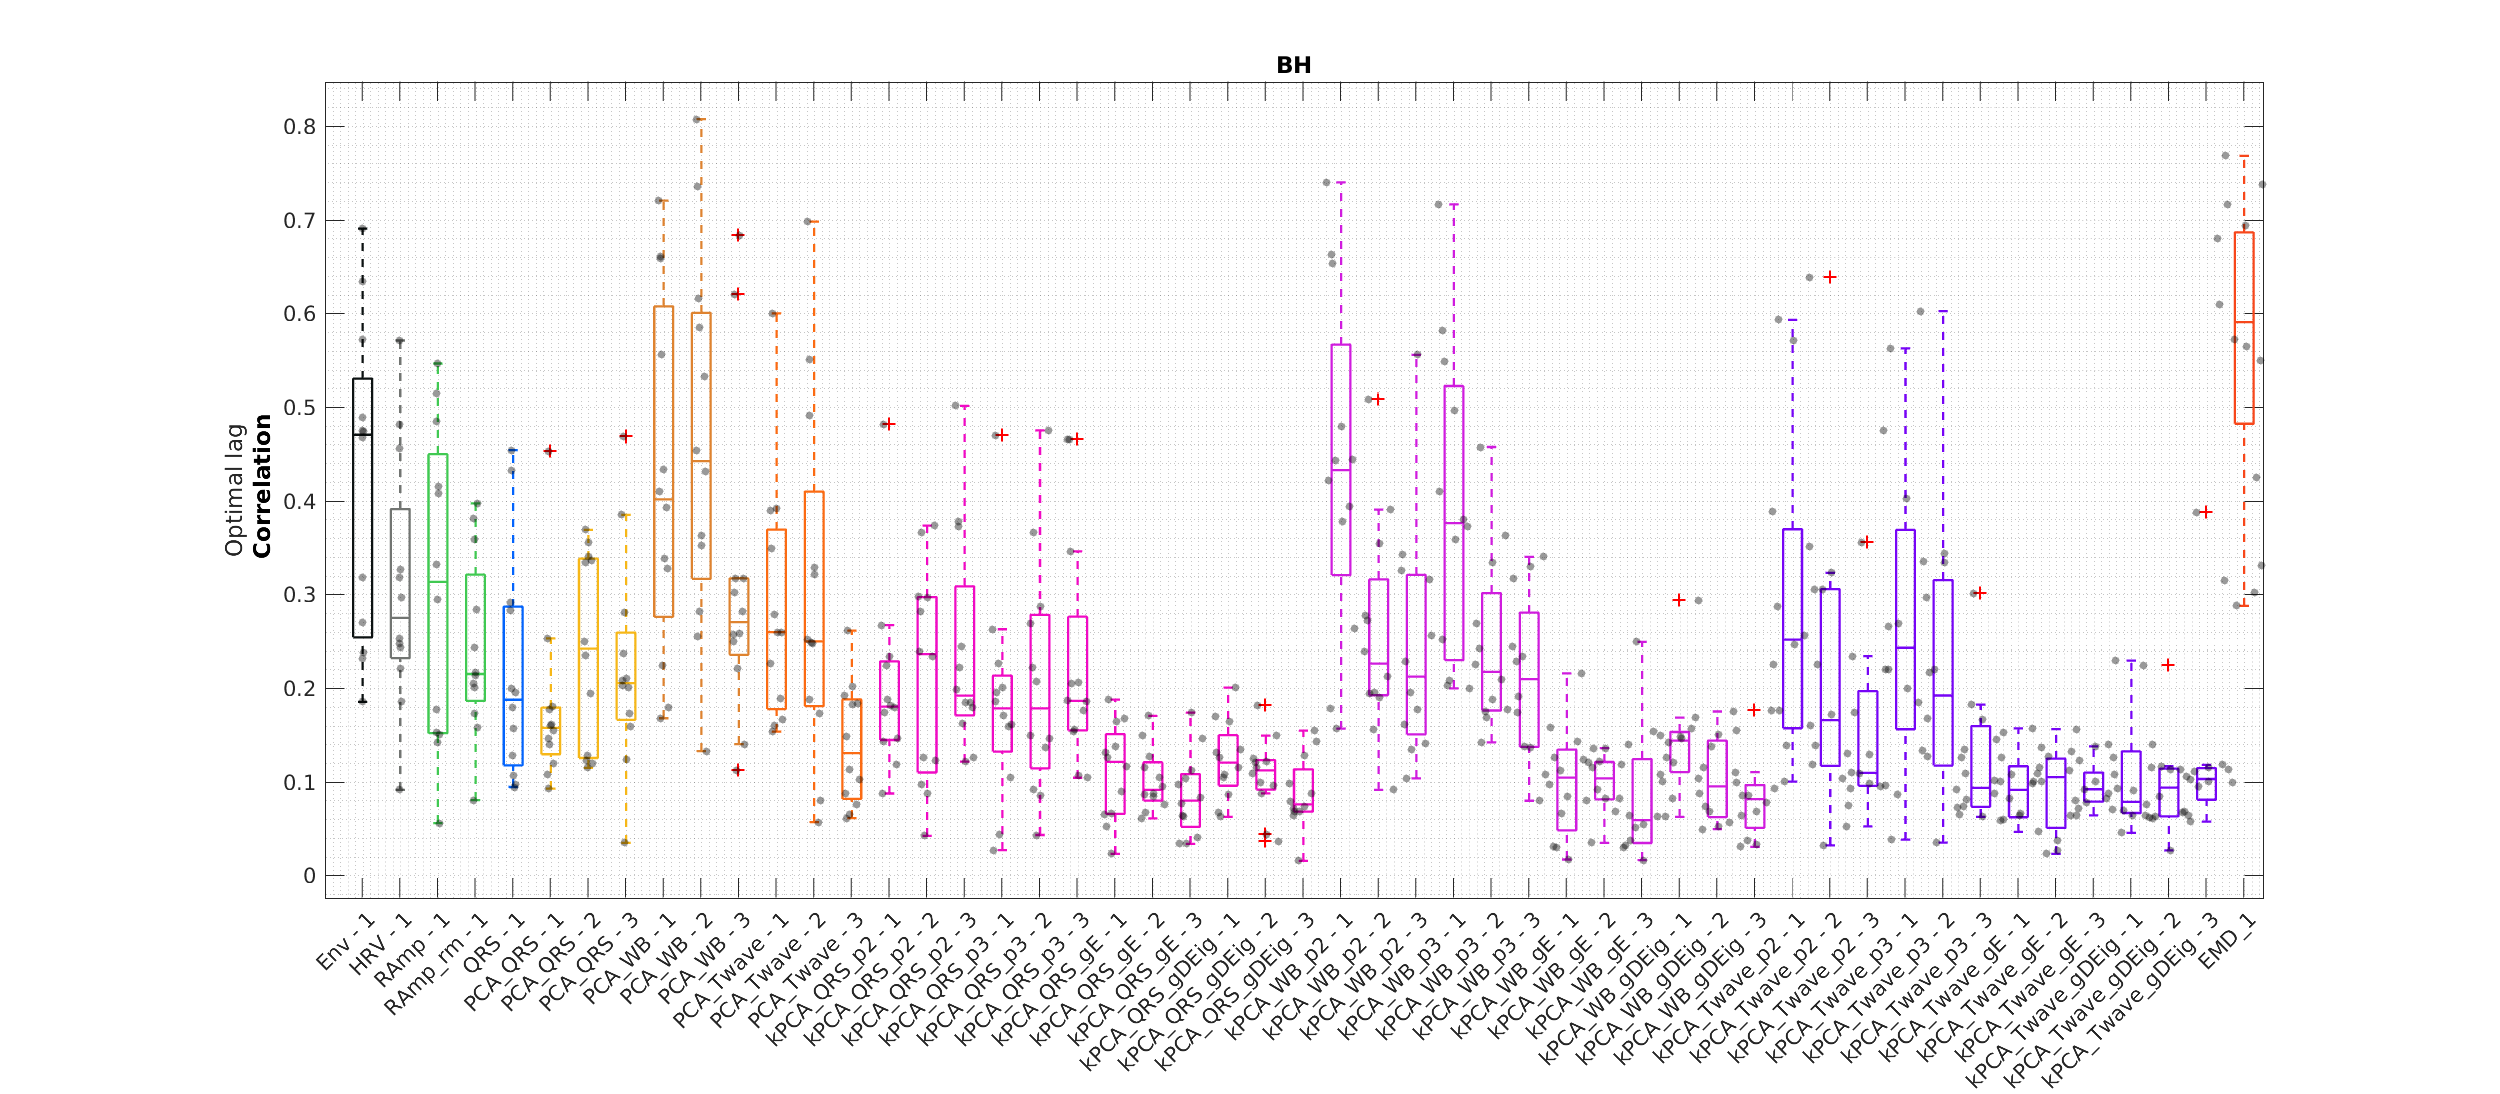 BH
Optimal lag
Correlation
0.8
0.7
0.6
0.5
0.4
0.3
0.2
0.1
0
Env - 1
HRV - 1
RAmp - 1
RAmp_rm - 1
QRS - 1
PCA_QRS - 1
PCA_QRS - 2
PCA_QRS - 3
PCA_WB - 1
PCA_WB - 2
PCA_WB - 3
PCA_Twave - 1
PCA_Twave - 2
PCA_Twave - 3
kPCA_QRS_p2 - 1
kPCA_QRS_p2 - 2
kPCA_QRS_p2 - 3
kPCA_QRS_p3 - 1
kPCA_QRS_p3 - 2
kPCA_QRS_p3 - 3
kPCA_QRS_gE - 1
kPCA_QRS_gE - 2
kPCA_QRS_gE - 3
kPCA_QRS_gDEig - 1
kPCA_QRS_gDEig - 2
kPCA_QRS_gDEig - 3
kPCA_WB_p2 - 1
kPCA_WB_p2 - 2
kPCA_WB_p2 - 3
kPCA_WB_p3 - 1
kPCA_WB_p3 - 2
kPCA_WB_p3 - 3
kPCA_WB_gE - 1
kPCA_WB_gE - 2
kPCA_WB_gE - 3
kPCA_WB_gDEig - 1
kPCA_WB_gDEig - 2
kPCA_WB_gDEig - 3
kPCA_Twave_p2 - 1
kPCA_Twave_p2 - 2
kPCA_Twave_p2 - 3
kPCA_Twave_p3 - 1
kPCA_Twave_p3 - 2
kPCA_Twave_p3 - 3
kPCA_Twave_gE - 1
kPCA_Twave_gE - 2
kPCA_Twave_gE - 3
kPCA_Twave_gDEig - 1
kPCA_Twave_gDEig - 2
kPCA_Twave_gDEig - 3
EMD_1